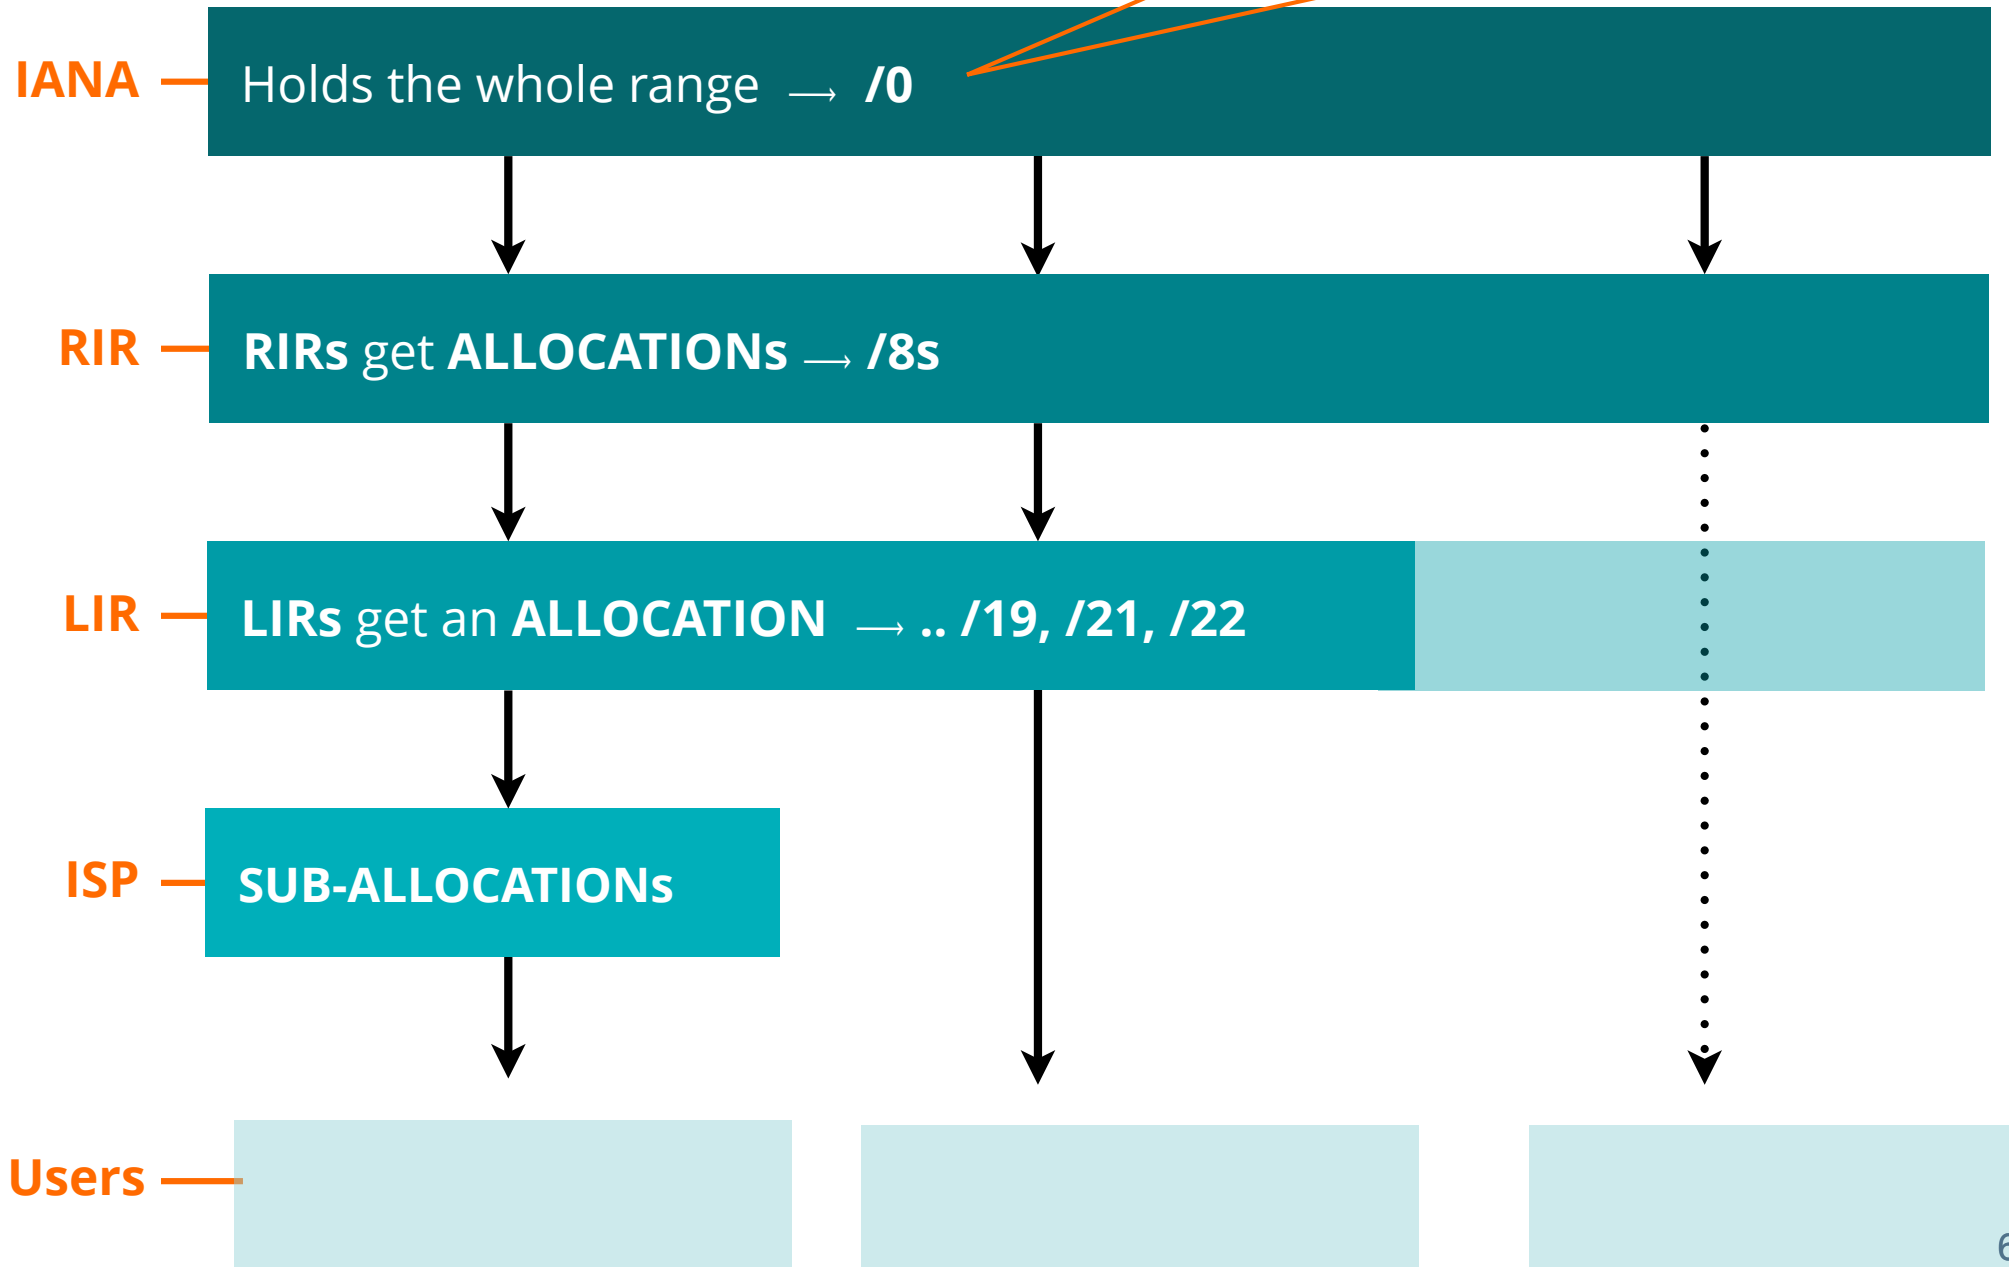 IANA
Holds the whole range → /0
RIR
RIRs get ALLOCATIONs → /8s
LIR
LIRs get an ALLOCATION → .. /19, /21, /22
ISP
SUB-ALLOCATIONs
Users
6